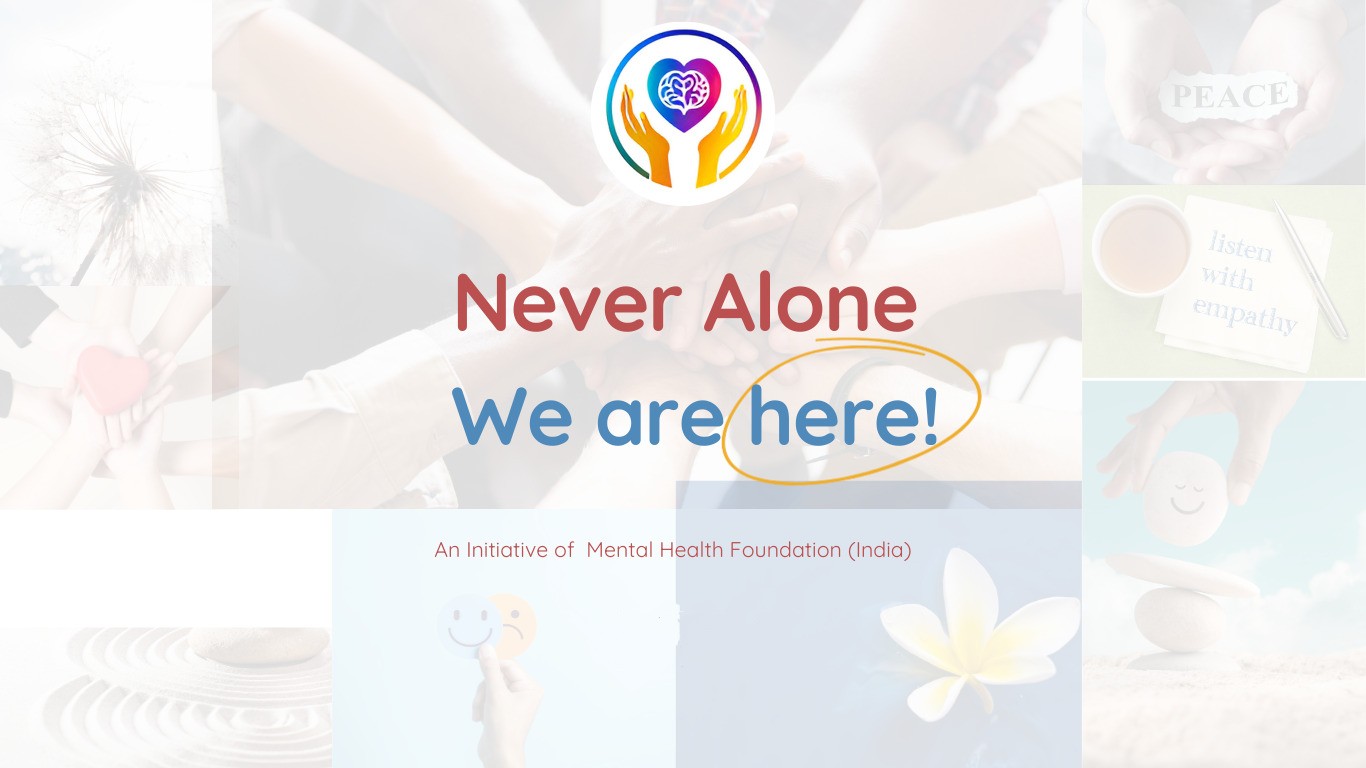 PEACE
listen
with
empathy
Never Alone
We are here!
An Initiative of  Mental Health Foundation (India)